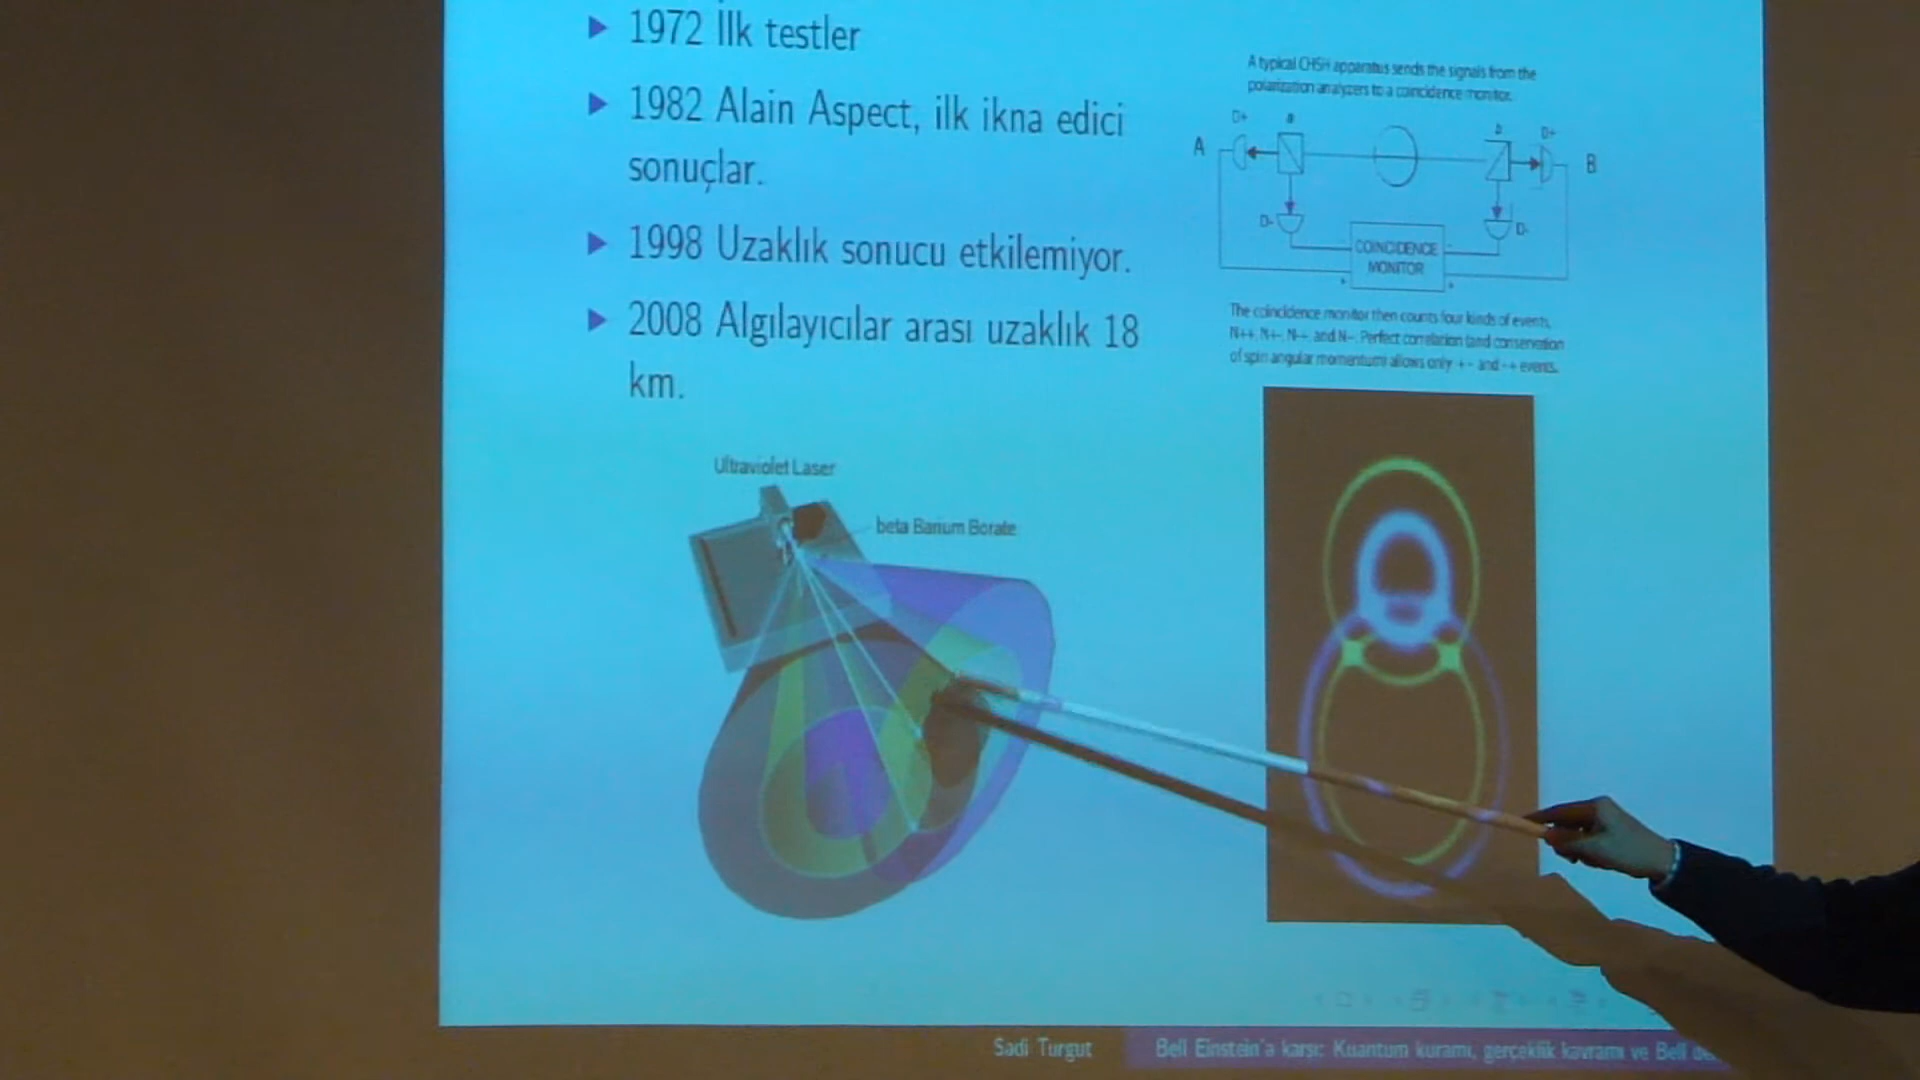 1972 İlk testler
1982 Alain Aspect, ilk ikna edici
sonuçlar.
1998 Uzaklık sonucu etkilemiyor.
2008 Algılayıcılar arası uzaklık 18
km.
A typical CHSH apparatus sends the signals from the
polarization analyzers to a coincidence monitor.
D+ a b D+
A B
D- D-
COINCIDENCE
MONITOR
The coincidence monitor then counts four kinds of events,
N++, N+-, N-+ and N--. Perfect correlation (and conservation
of spin angular momentum) allows only +- and -+ events.
Ultraviolet Laser
beta Barium Borate
Sadi Turgut
Bell Einstein'a karşı: Kuantum kuramı, gerçeklik kavramı ve Bell